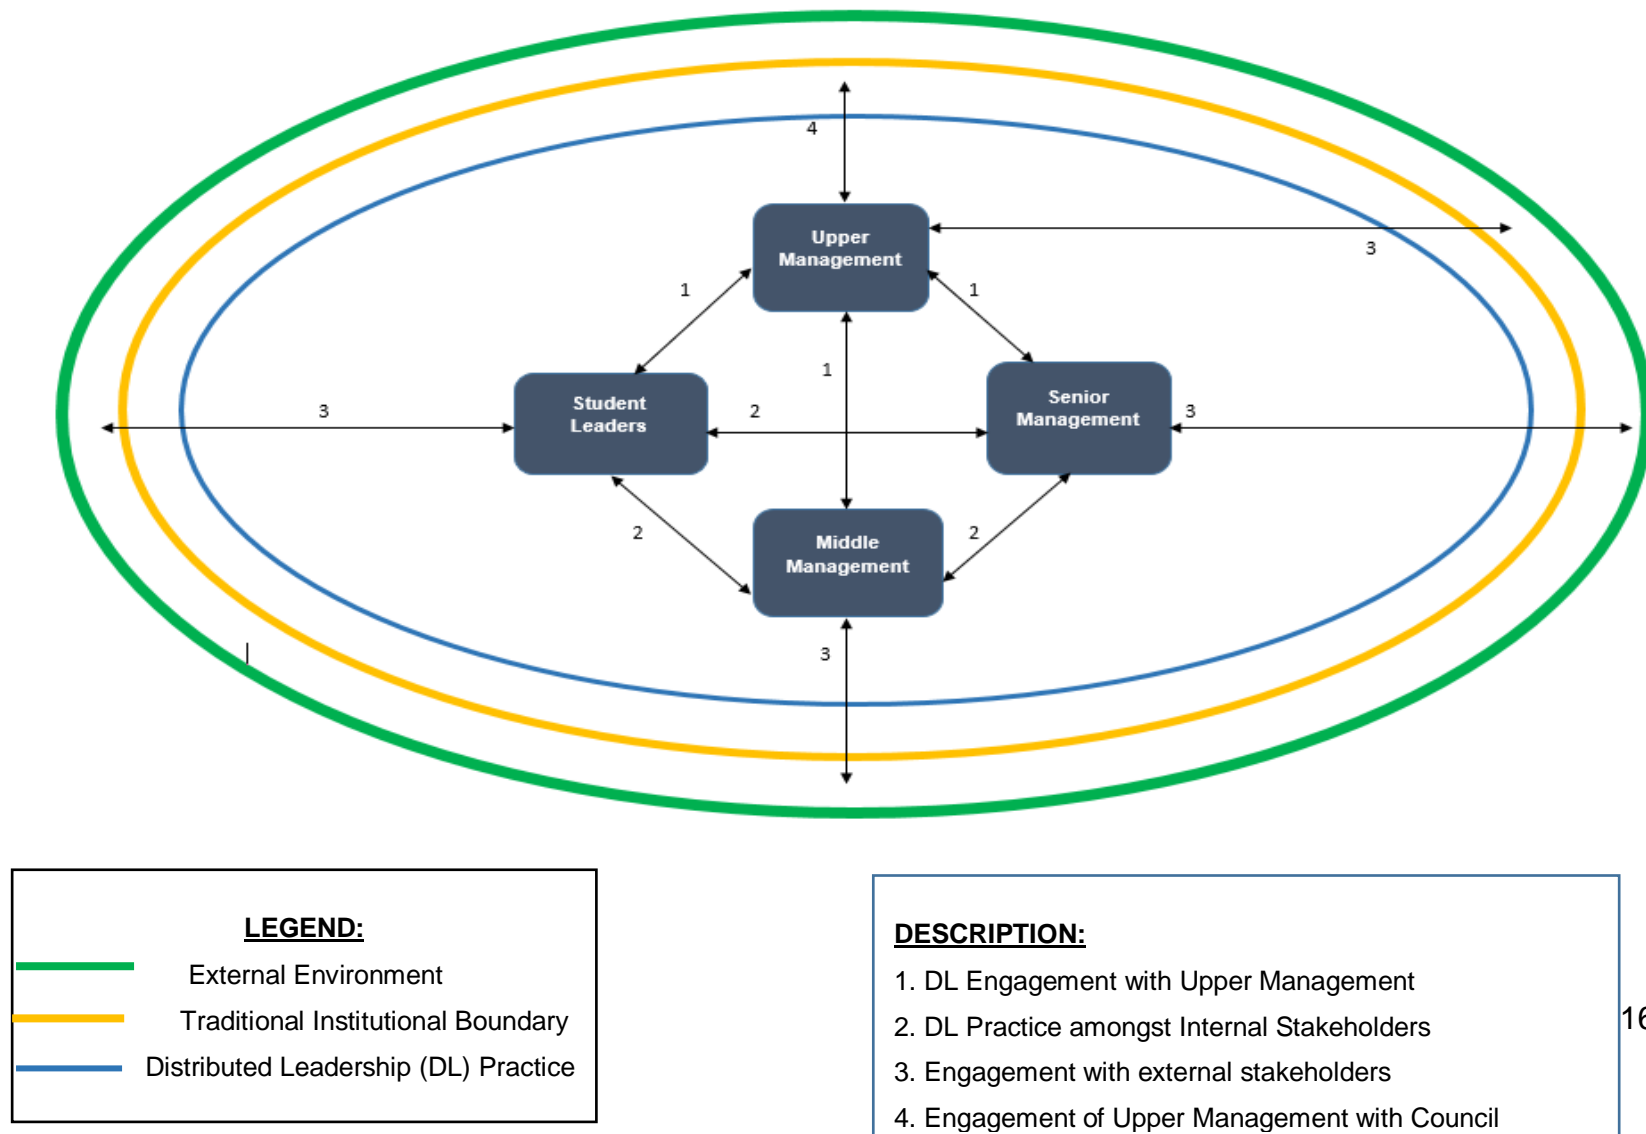 4
Upper
Management
3
1
1
1
Student
Leaders
3
2
Senior
Management
3
2
Middle
Management
2
3
LEGEND:
External Environment
Traditional Institutional Boundary
Distributed Leadership (DL) Practice
DESCRIPTION:
1. DL Engagement with Upper Management
2. DL Practice amongst Internal Stakeholders
3. Engagement with external stakeholders
4. Engagement of Upper Management with Council